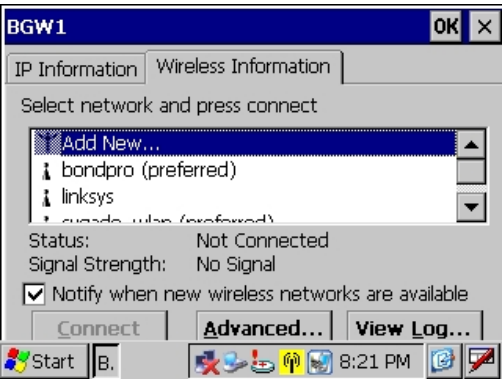 BGW1 OK ×
IP Information Wireless Information
Select network and press connect
Add New...
bondpro (preferred)
linksys
Status: Not Connected
Signal Strength: No Signal
Notify when new wireless networks are available
Connect Advanced... View Log...
Start B. 8:21 PM